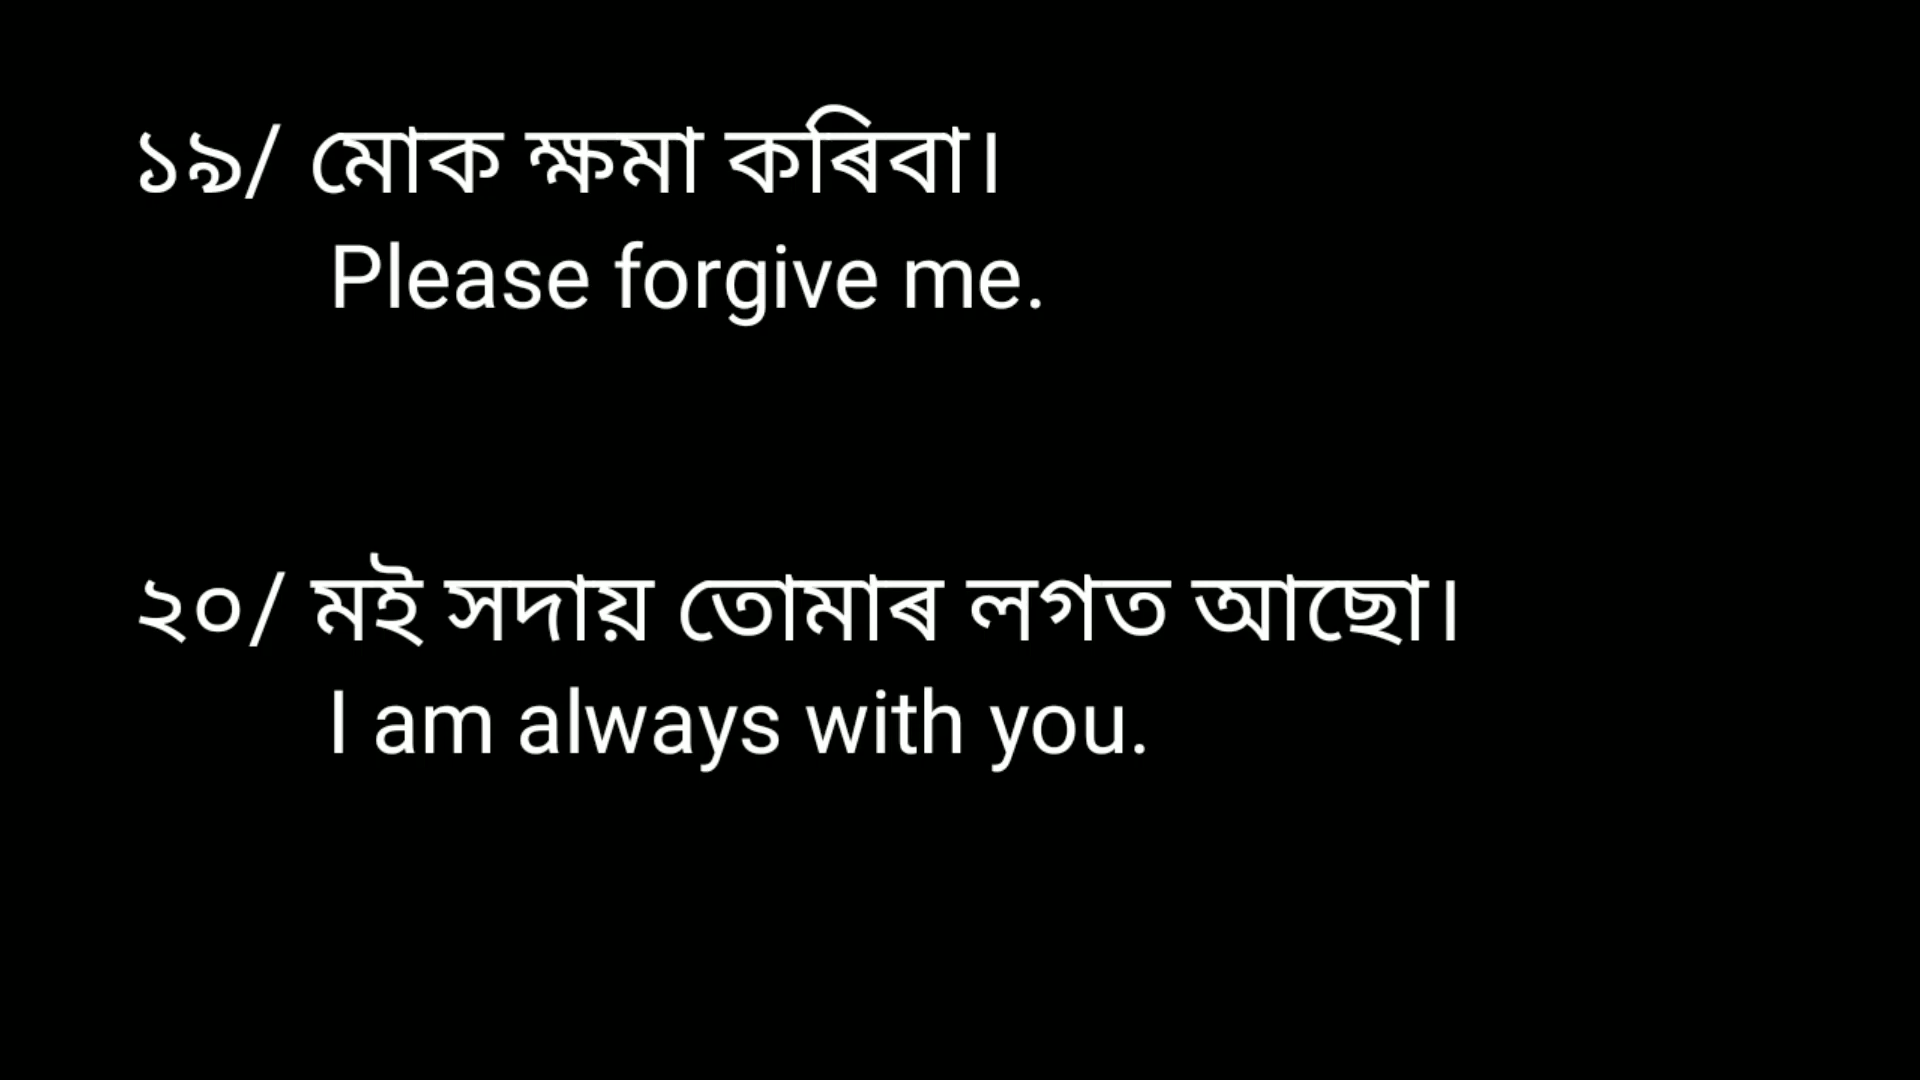 ১৯/ মোক ক্ষমা কৰিবা।
Please forgive me.
২০/ মই সদায় তোমাৰ লগত আছো।
I am always with you.